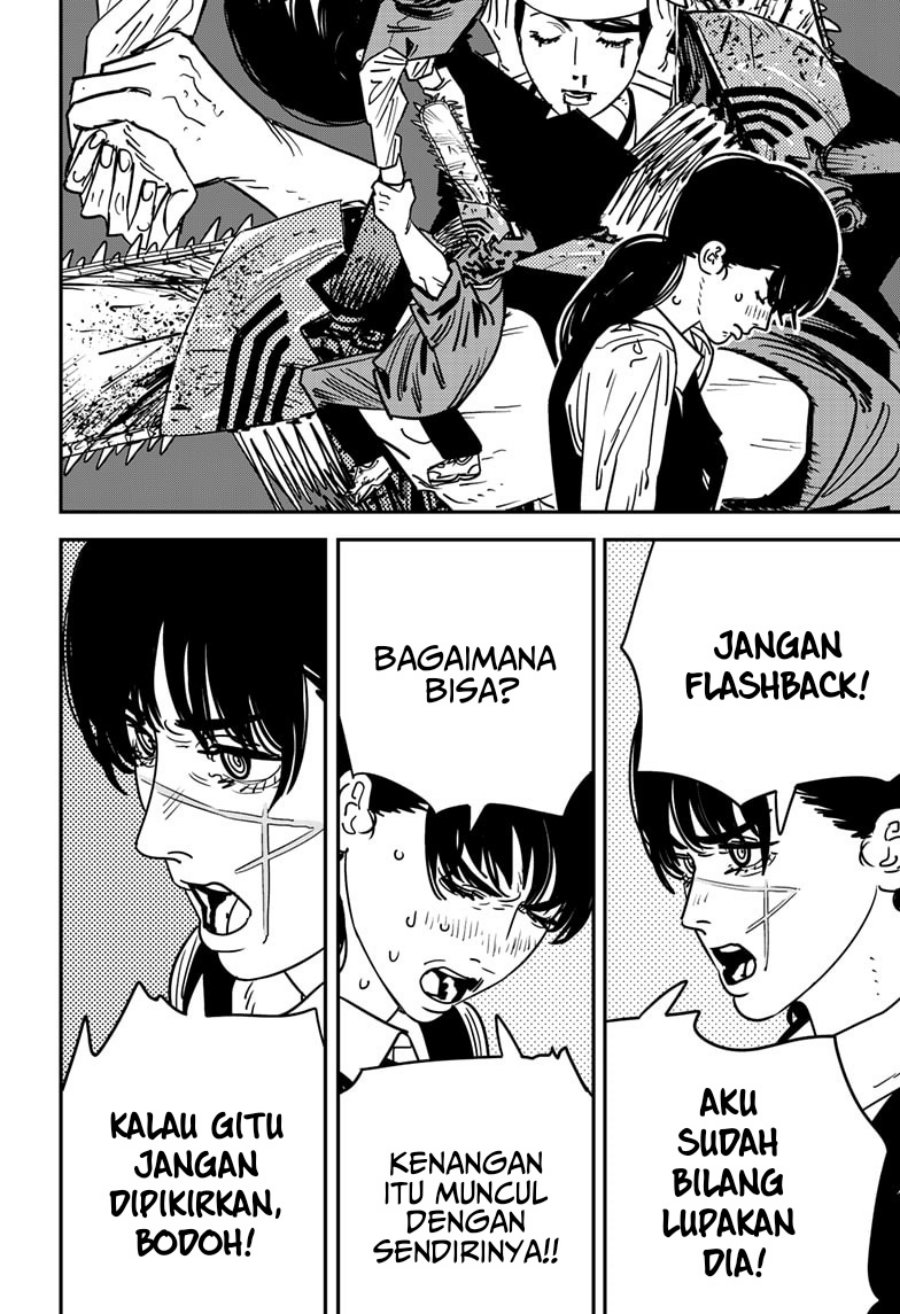 JANGAN
FLASHBACK!
AKU
SUDAH
BILANG
LUPAKAN
DIA!
BAGAIMANA
BISA?
KENANGAN
ITU MUNCUL
DENGAN
SENDIRINYA!!
KALAU GITU
JANGAN
DIPIKIRKAN,
BODOH!